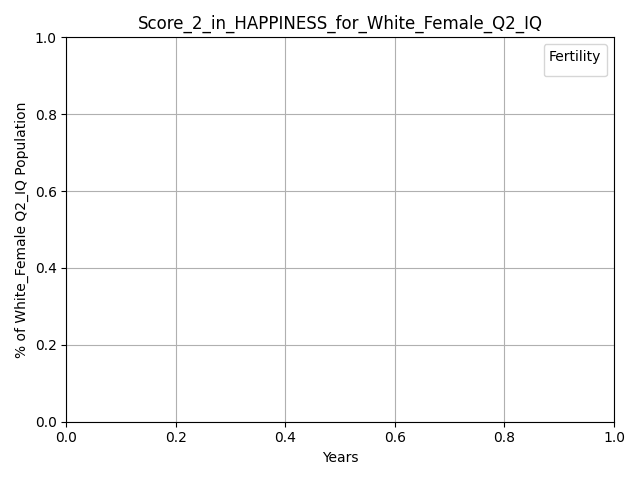 Score_2_in_HAPPINESS_for_White_Female_Q2_IQ
Fertility
% of White_Female Q2_IQ Population
1.0
0.8
0.6
0.4
0.2
0.0
0.0 0.2 0.4 0.6 0.8 1.0
Years